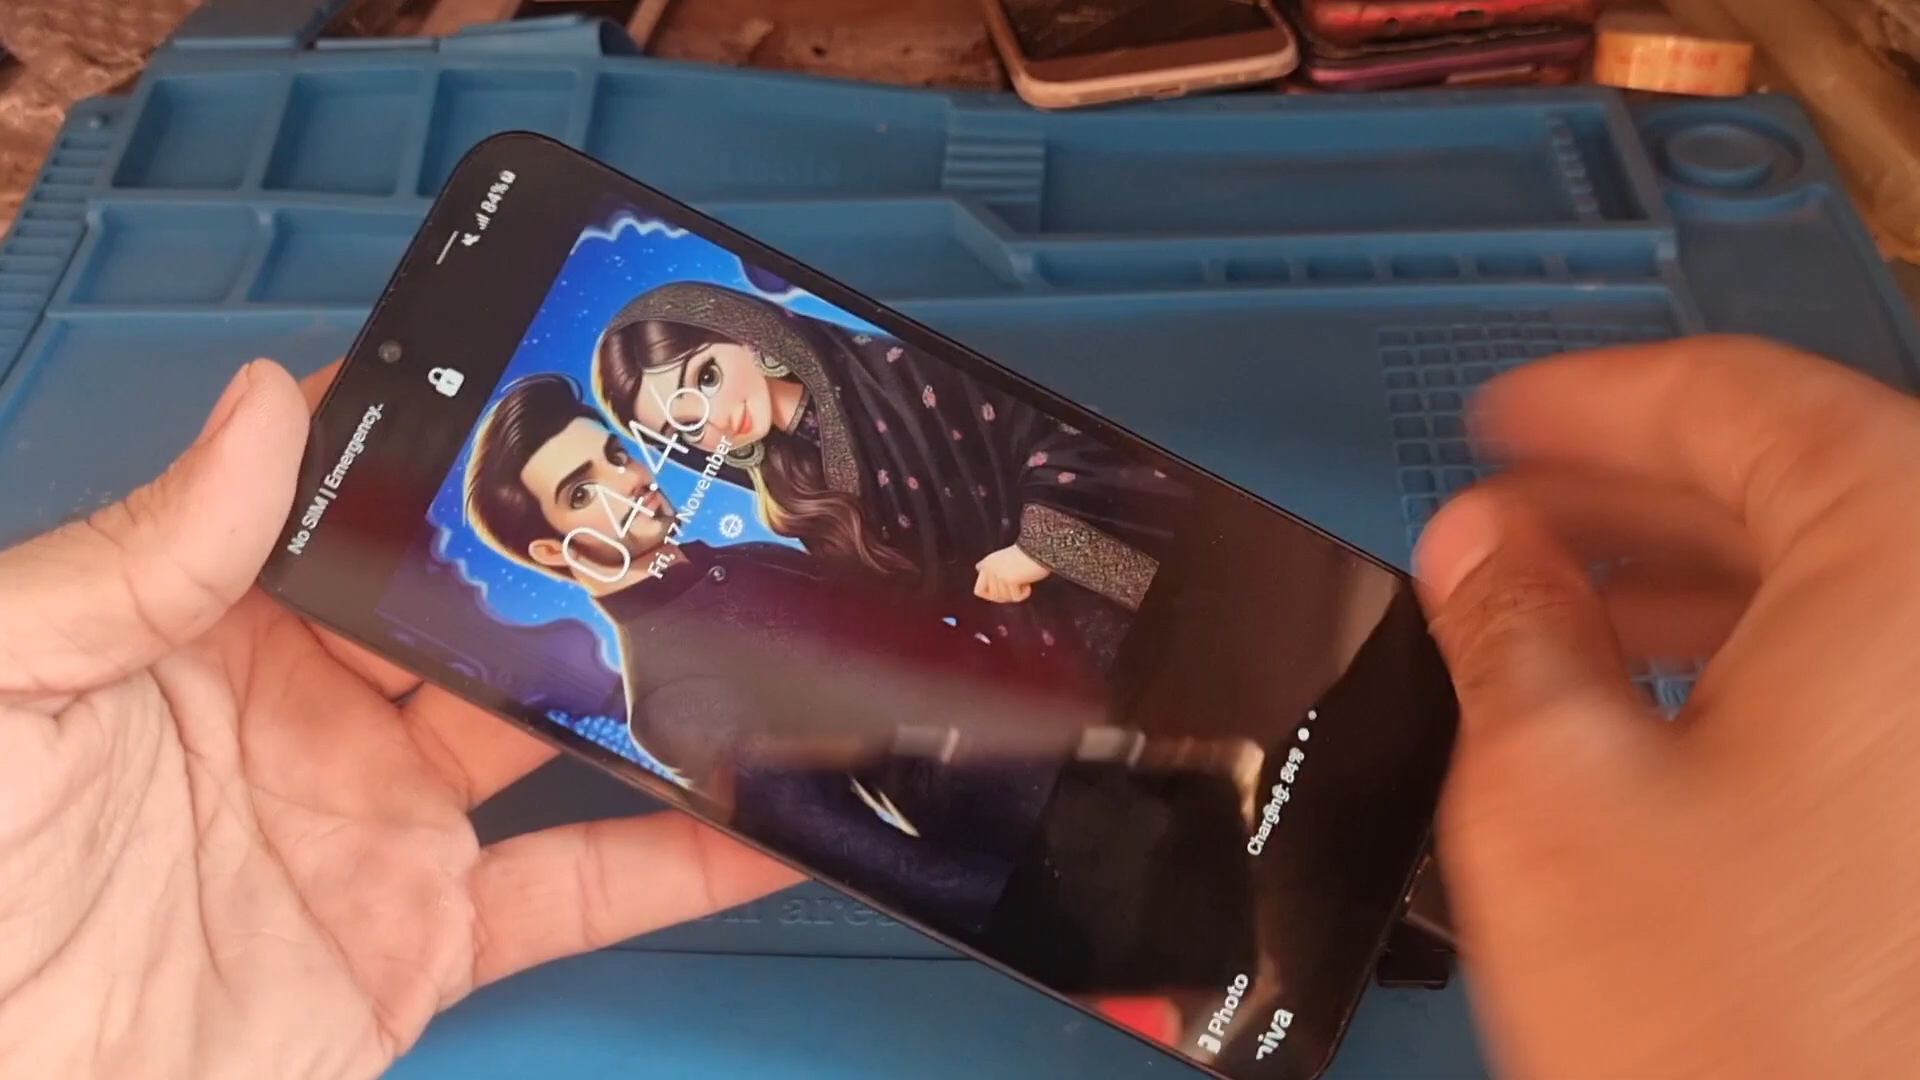 No SIM | Emergency..
84%
04:46
Fri, 17 November
Charging: 84%
Photo